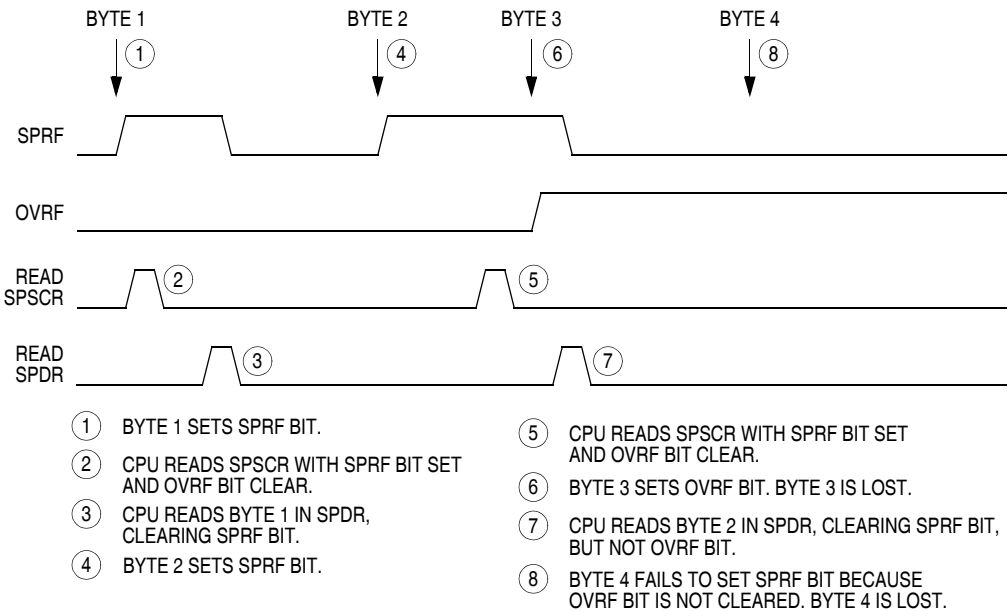 BYTE 1 BYTE 2 BYTE 3 BYTE 4
1 4 6 8
SPRF
OVRF
READ
SPSCR
2 5
READ
SPDR
3 7
1 BYTE 1 SETS SPRF BIT.
2 CPU READS SPSCR WITH SPRF BIT SET
AND OVRF BIT CLEAR.
3 CPU READS BYTE 1 IN SPDR,
CLEARING SPRF BIT.
4 BYTE 2 SETS SPRF BIT.
5 CPU READS SPSCR WITH SPRF BIT SET
AND OVRF BIT CLEAR.
6 BYTE 3 SETS OVRF BIT. BYTE 3 IS LOST.
7 CPU READS BYTE 2 IN SPDR, CLEARING SPRF BIT,
BUT NOT OVRF BIT.
8 BYTE 4 FAILS TO SET SPRF BIT BECAUSE
OVRF BIT IS NOT CLEARED. BYTE 4 IS LOST.